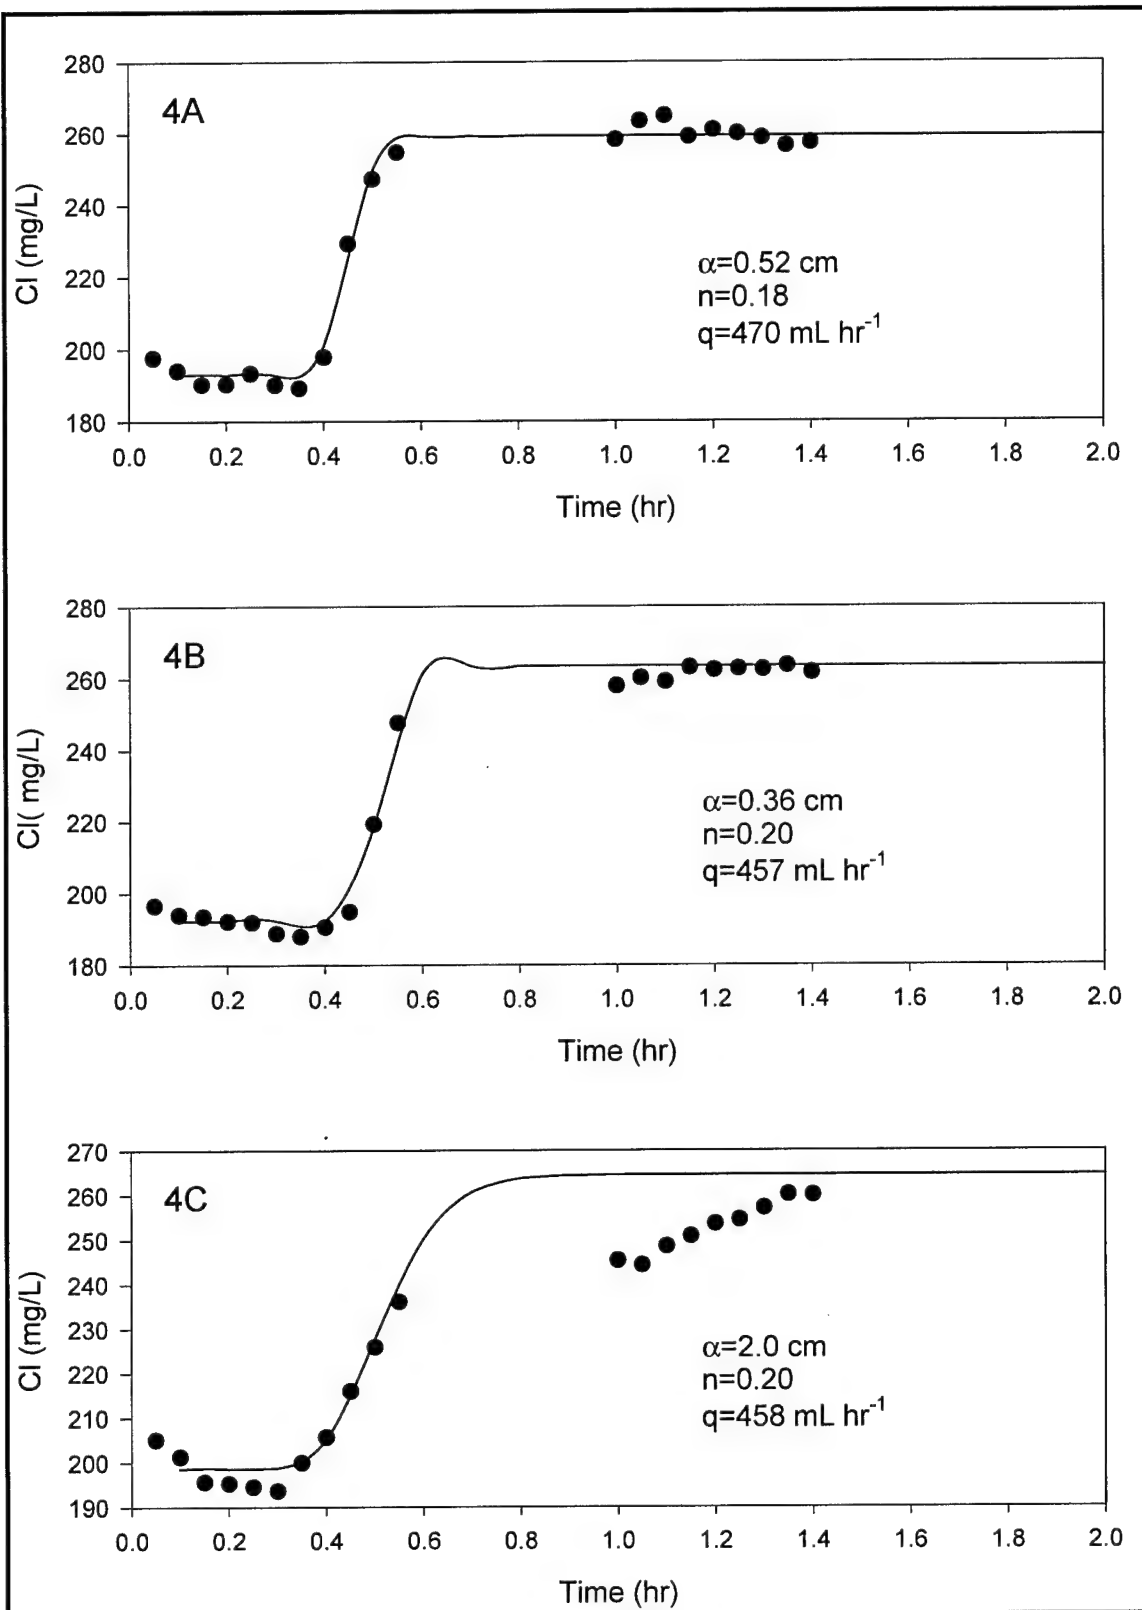 4A
280
260
240
220
200
180
Cl (mg/L)
α=0.52 cm
n=0.18
q=470 mL hr⁻¹
0.0 0.2 0.4 0.6 0.8 1.0 1.2 1.4 1.6 1.8 2.0
Time (hr)
4B
280
260
240
220
200
180
Cl( mg/L)
α=0.36 cm
n=0.20
q=457 mL hr⁻¹
0.0 0.2 0.4 0.6 0.8 1.0 1.2 1.4 1.6 1.8 2.0
Time (hr)
4C
270
260
250
240
230
220
210
200
190
Cl (mg/L)
α=2.0 cm
n=0.20
q=458 mL hr⁻¹
0.0 0.2 0.4 0.6 0.8 1.0 1.2 1.4 1.6 1.8 2.0
Time (hr)